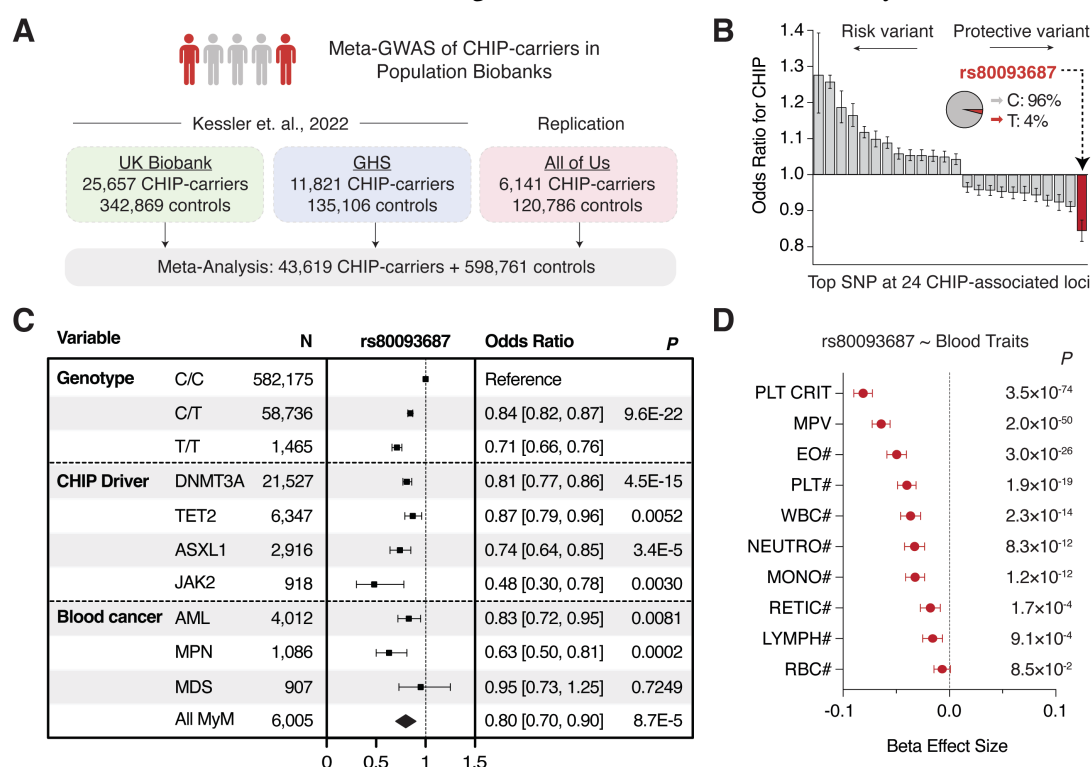 A
Meta-GWAS of CHIP-carriers in
Population Biobanks
Kessler et. al., 2022
Replication
UK Biobank
25,657 CHIP-carriers
342,869 controls
GHS
11,821 CHIP-carriers
135,106 controls
All of Us
6,141 CHIP-carriers
120,786 controls
Meta-Analysis: 43,619 CHIP-carriers + 598,761 controls
B
Risk variant
Protective variant
rs80093687
C: 96%
T: 4%
Odds Ratio for CHIP
1.4
1.3
1.2
1.1
1.0
0.9
0.8
Top SNP at 24 CHIP-associated loci
C
Variable N rs80093687 Odds Ratio P
Genotype C/C 582,175 Reference
C/T 58,736 0.84 [0.82, 0.87] 9.6E-22
T/T 1,465 0.71 [0.66, 0.76]
CHIP Driver DNMT3A 21,527 0.81 [0.77, 0.86] 4.5E-15
TET2 6,347 0.87 [0.79, 0.96] 0.0052
ASXL1 2,916 0.74 [0.64, 0.85] 3.4E-5
JAK2 918 0.48 [0.30, 0.78] 0.0030
Blood cancer AML 4,012 0.83 [0.72, 0.95] 0.0081
MPN 1,086 0.63 [0.50, 0.81] 0.0002
MDS 907 0.95 [0.73, 1.25] 0.7249
All MyM 6,005 0.80 [0.70, 0.90] 8.7E-5
0 0.5 1 1.5
D
rs80093687 ~ Blood Traits
P
PLT CRIT 3.5×10⁻⁷⁴
MPV 2.0×10⁻⁵⁰
EO# 3.0×10⁻²⁶
PLT# 1.9×10⁻¹⁹
WBC# 2.3×10⁻¹⁴
NEUTRO# 8.3×10⁻¹²
MONO# 1.2×10⁻¹²
RETIC# 1.7×10⁻⁴
LYMPH# 9.1×10⁻⁴
RBC# 8.5×10⁻²
-0.1 0.0 0.1
Beta Effect Size